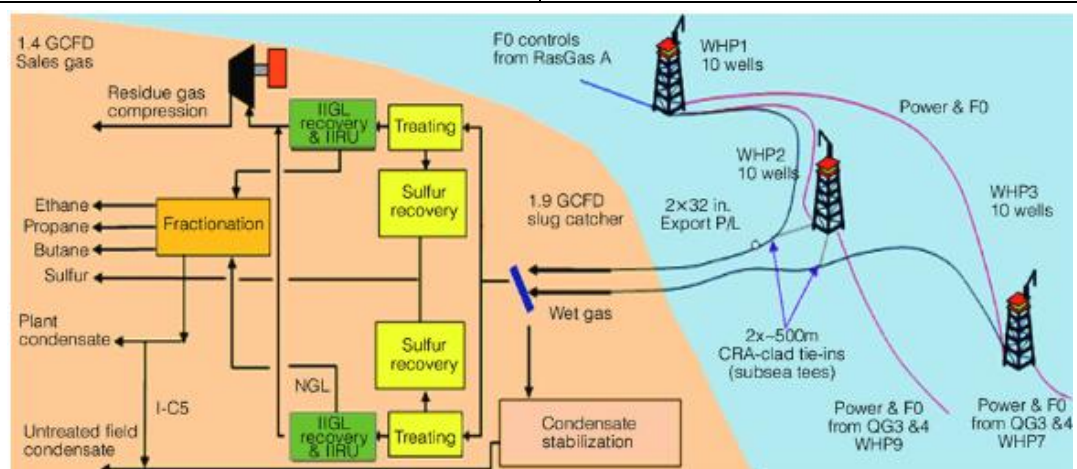 1.4 GCFD
Sales gas
Residue gas
compression
IIGL
recovery
& IIRU
Treating
Sulfur
recovery
Ethane
Propane
Butane
Sulfur
Fractionation
Plant
condensate
I-C5
Untreated field
condensate
NGL
Sulfur
recovery
IIGL
recovery
& IIRU
Treating
Condensate
stabilization
1.9 GCFD
slug catcher
Wet gas
F0 controls
from RasGas A
WHP1
10 wells
Power & F0
WHP2
10 wells
2×32 in.
Export P/L
WHP3
10 wells
2x~500m
CRA-clad tie-ins
(subsea tees)
Power & F0
from QG3 &4
WHP9
Power & F0
from QG3 &4
WHP7